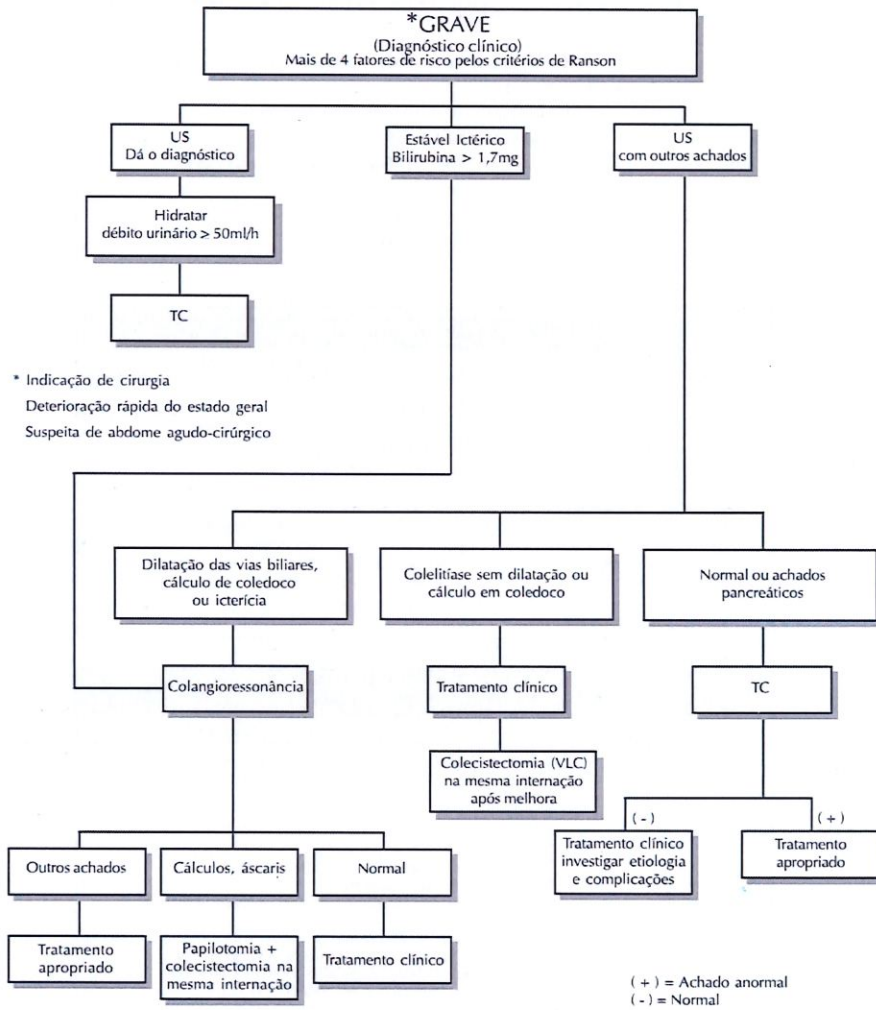 *GRAVE
(Diagnóstico clínico)
Mais de 4 fatores de risco pelos critérios de Ranson
US
Dá o diagnóstico
Estável Ictérico
Bilirubina > 1,7mg
US
com outros achados
Hidratar
débito urinário > 50ml/h
TC
* Indicação de cirurgia
Deterioração rápida do estado geral
Suspeita de abdome agudo-cirúrgico
Dilatação das vias biliares,
cálculo de coledoco
ou icterícia
Colelitíase sem dilatação ou
cálculo em coledoco
Normal ou achados
pancreáticos
Colangioressonância
Tratamento clínico
TC
Colecistectomia (VLC)
na mesma internação
após melhora
(-)
(+)
Tratamento clínico
investigar etiologia
e complicações
Tratamento
apropriado
Outros achados
Cálculos, áscaris
Normal
Tratamento
apropriado
Papilotomia +
colecistectomia na
mesma internação
Tratamento clínico
(+) = Achado anormal
(-) = Normal